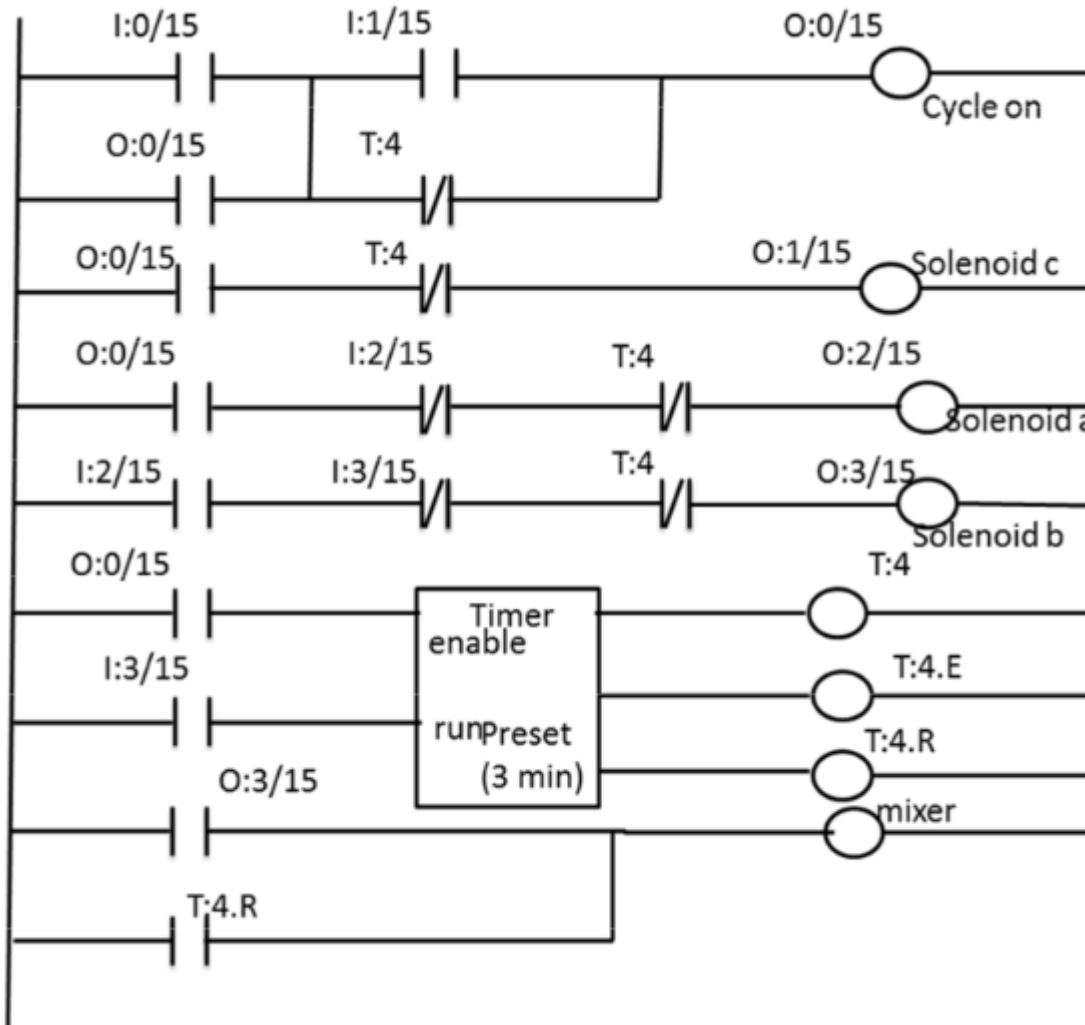 I:0/15 I:1/15 O:0/15
Cycle on
O:0/15 T:4
O:0/15 T:4 O:1/15 Solenoid c
O:0/15 I:2/15 T:4 O:2/15
Solenoid a
I:2/15 I:3/15 T:4 O:3/15
Solenoid b
O:0/15 T:4
Timer
enable
I:3/15 T:4.E
run Preset
(3 min)
T:4.R
O:3/15
mixer
T:4.R